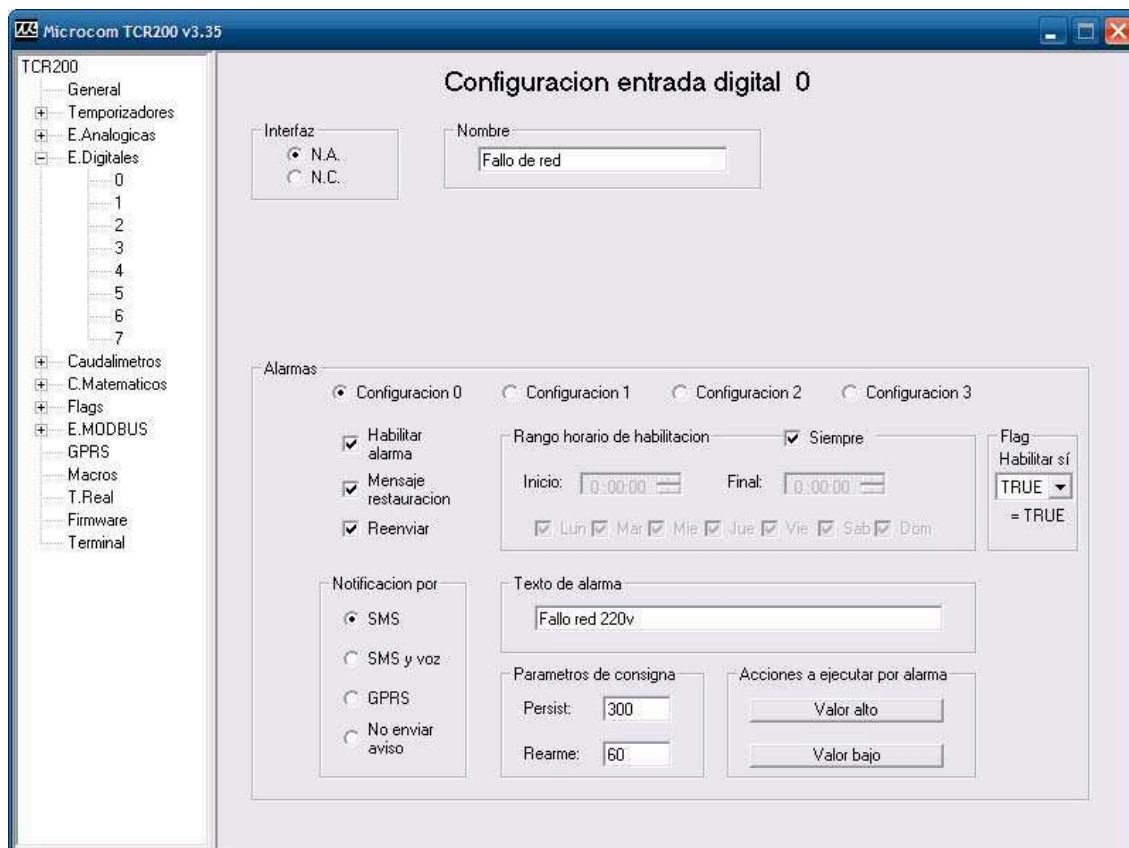 Microcom TCR200 v3.35
TCR200
General
Temporizadores
E.Analogicas
E.Digitales
0
1
2
3
4
5
6
7
Caudalimetros
C.Matematicos
Flags
E.MODBUS
GPRS
Macros
T.Real
Firmware
Terminal
Configuracion entrada digital 0
Interfaz
N.A.
N.C.
Nombre
Fallo de red
Alarmas
Configuracion 0 Configuracion 1 Configuracion 2 Configuracion 3
Habilitar
alarma
Mensaje
restauracion
Reenviar
Rango horario de habilitacion Siempre
Inicio: 0:00:00 Final: 0:00:00
Lun Mar Mie Jue Vie Sab Dom
Flag
Habilitar sí
TRUE
= TRUE
Notificacion por
SMS
SMS y voz
GPRS
No enviar
aviso
Texto de alarma
Fallo red 220v
Parametros de consigna
Persist: 300
Rearme: 60
Acciones a ejecutar por alarma
Valor alto
Valor bajo